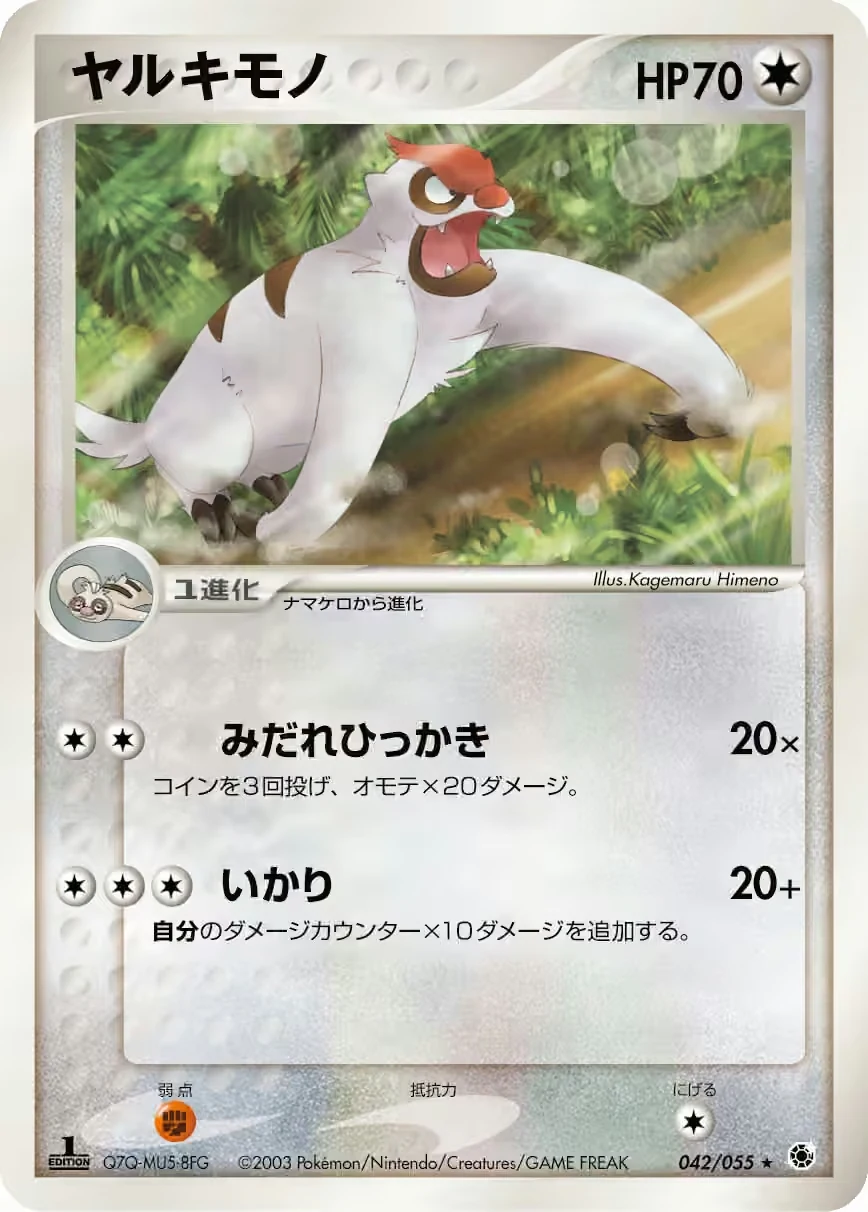 ヤルキモノ HP70
Illus.Kagemaru Himeno
1進化
ナマケロから進化
みだれひっかき 20×
コインを3回投げ、オモテ×20ダメージ。
いかり 20+
自分のダメージカウンター×10ダメージを追加する。
弱点 抵抗力 にげる
1 EDITION Q7Q-MU5-8FG ©2003 Pokémon/Nintendo/Creatures/GAME FREAK 042/055 ★